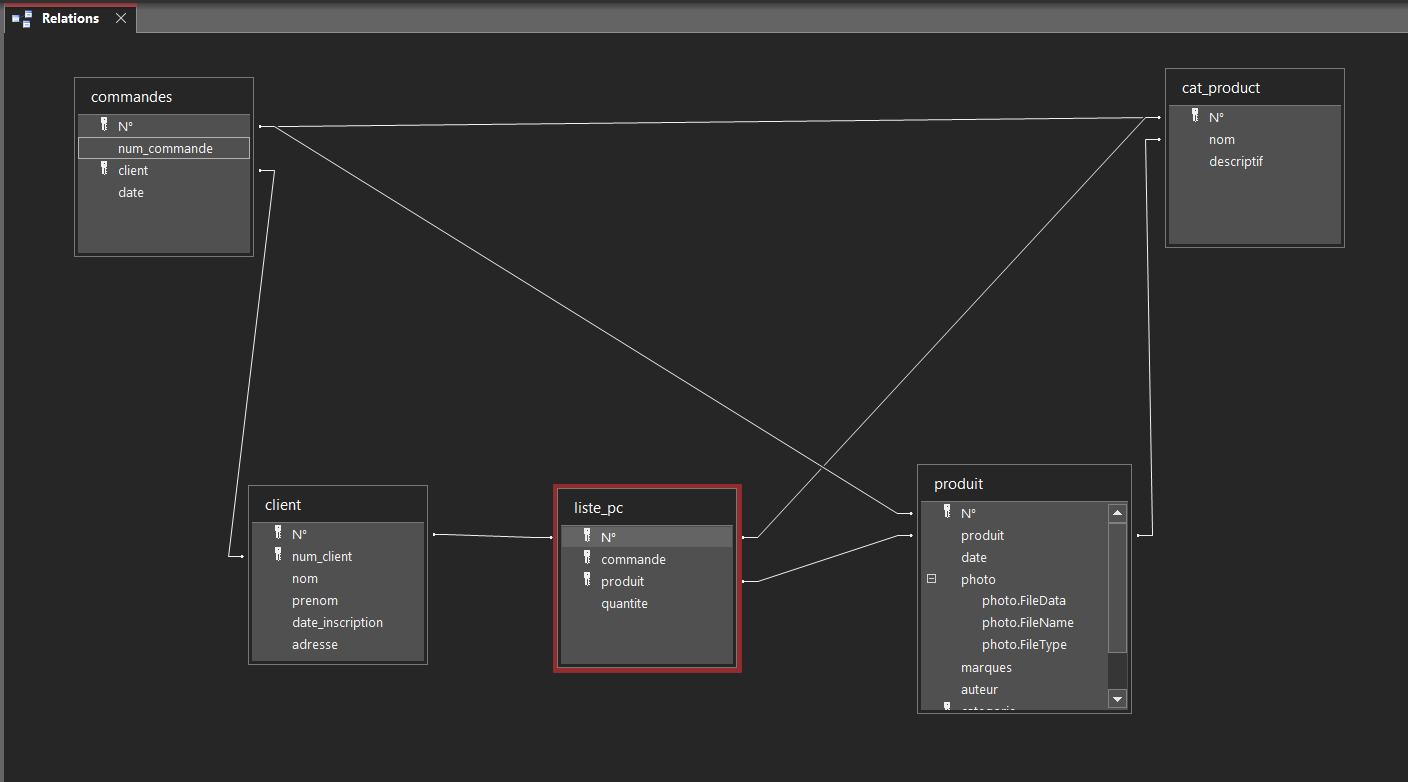 Relations
commandes
N°
num_commande
client
date
cat_product
N°
nom
descriptif
client
N°
num_client
nom
prenom
date_inscription
adresse
liste_pc
N°
commande
produit
quantite
produit
N°
produit
date
photo
photo.FileData
photo.FileName
photo.FileType
marques
auteur